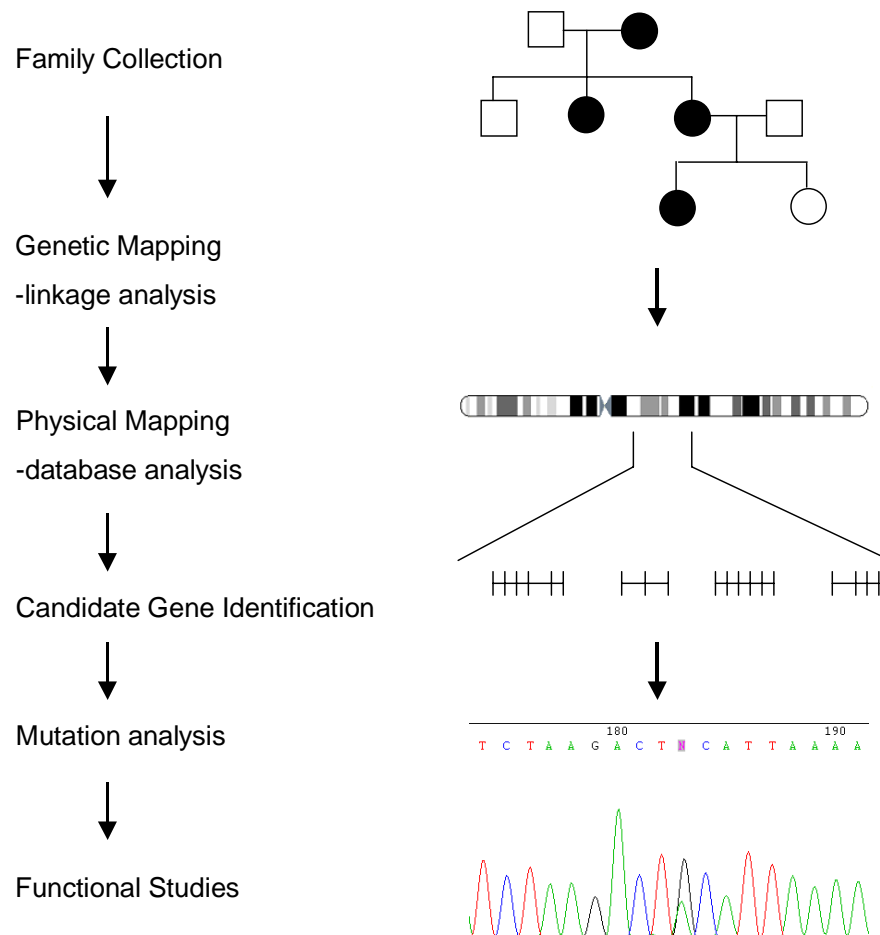 Family Collection
Genetic Mapping
-linkage analysis
Physical Mapping
-database analysis
Candidate Gene Identification
Mutation analysis
180 190
T C T A A G A C T N C A T T A A A A
Functional Studies